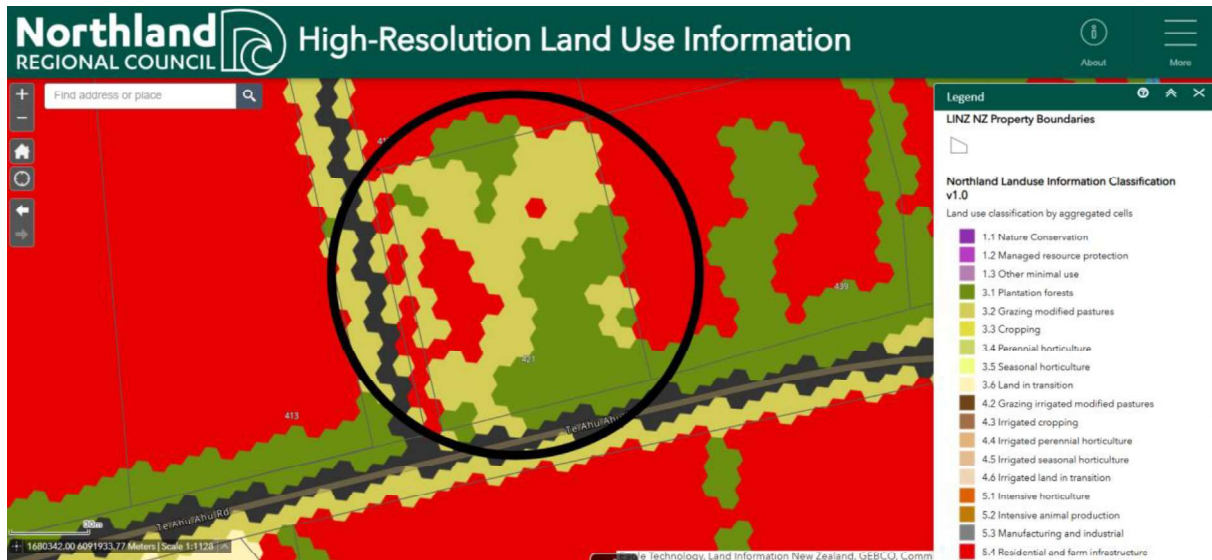 Northland
REGIONAL COUNCIL
High-Resolution Land Use Information
About
More
Find address or place
Legend
LINZ NZ Property Boundaries
Northland Landuse Information Classification
v1.0
Land use classification by aggregated cells
1.1 Nature Conservation
1.2 Managed resource protection
1.3 Other minimal use
3.1 Plantation forests
3.2 Grazing modified pastures
3.3 Cropping
3.4 Perennial horticulture
3.5 Seasonal horticulture
3.6 Land in transition
4.2 Grazing irrigated modified pastures
4.3 Irrigated cropping
4.4 Irrigated perennial horticulture
4.5 Irrigated seasonal horticulture
4.6 Irrigated land in transition
5.1 Intensive horticulture
5.2 Intensive animal production
5.3 Manufacturing and industrial
5.4 Residential and farm infrastructure
439
421
413
Te Ahu Ahu
Te Ahu Ahu Rd
30m
1680342.00 6091933.77 Meters | Scale 1:1128
Technology, Land Information New Zealand, GEBCO, Comm